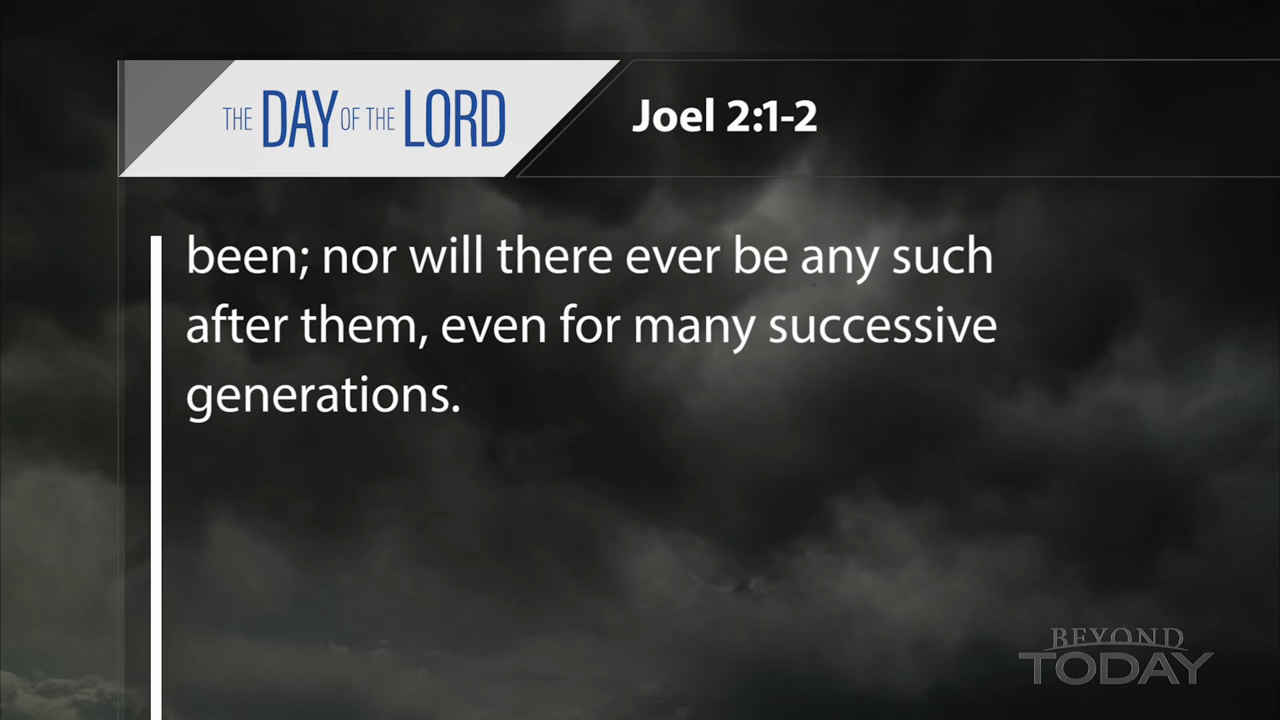 THE DAY OF THE LORD
Joel 2:1-2
been; nor will there ever be any such
after them, even for many successive
generations.
BEYOND
TODAY